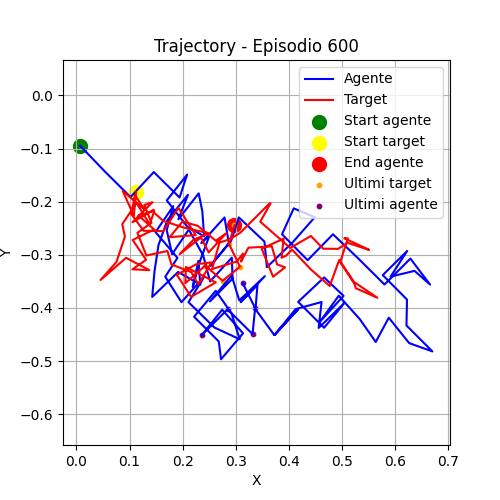 Trajectory - Episodio 600
Agente
Target
Start agente
Start target
End agente
Ultimi target
Ultimi agente
0.0
−0.1
−0.2
−0.3
−0.4
−0.5
−0.6
Y
0.0 0.1 0.2 0.3 0.4 0.5 0.6 0.7
X